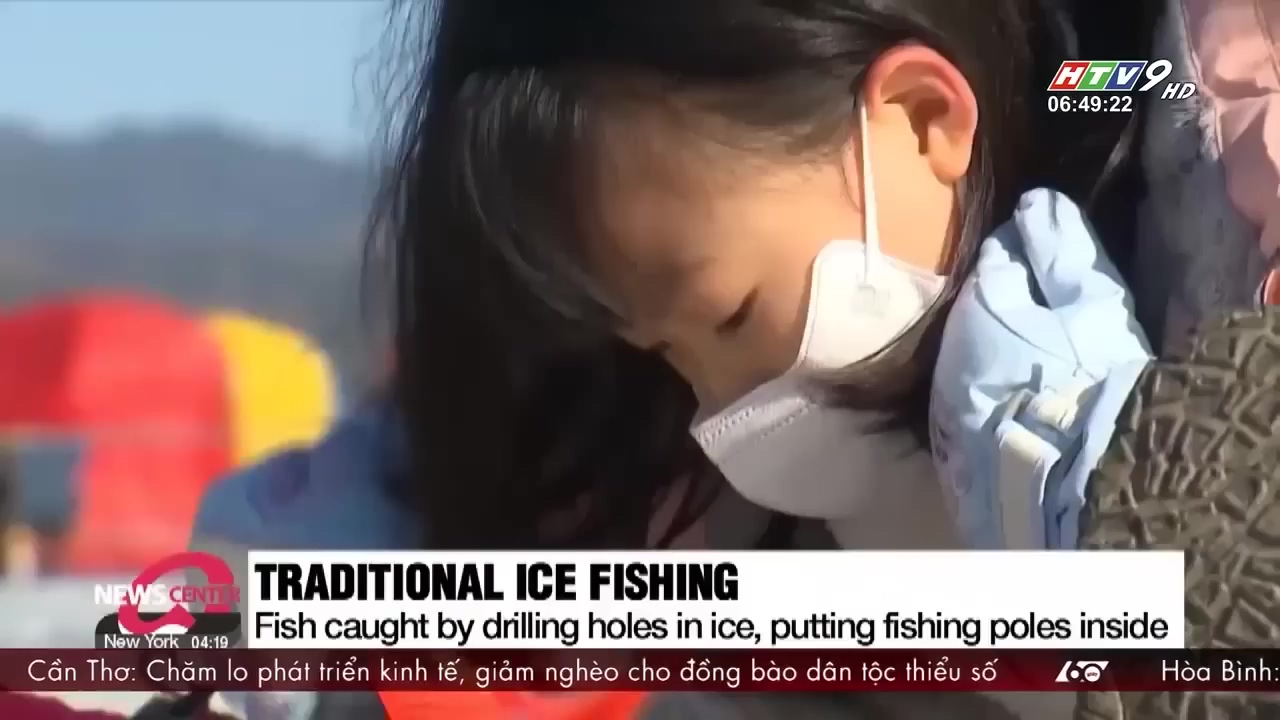 HTV9 HD
06:49:22
TRADITIONAL ICE FISHING
NEWS CENTER
Fish caught by drilling holes in ice, putting fishing poles inside
New York 04:19
Cần Thơ: Chăm lo phát triển kinh tế, giảm nghèo cho đồng bào dân tộc thiểu số
60 giây
Hòa Bình: